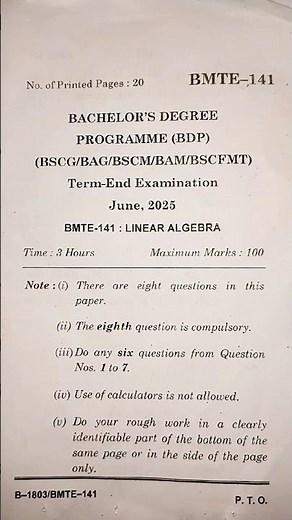 No. of Printed Pages : 20 BMTE–141
BACHELOR'S DEGREE
PROGRAMME (BDP)
(BSCG/BAG/BSCM/BAM/BSCFMT)
Term-End Examination
June, 2025
BMTE-141 : LINEAR ALGEBRA
Time : 3 Hours Maximum Marks : 100
Note : (i) There are eight questions in this
paper.
(ii) The eighth question is compulsory.
(iii) Do any six questions from Question
Nos. 1 to 7.
(iv) Use of calculators is not allowed.
(v) Do your rough work in a clearly
identifiable part of the bottom of the
same page or in the side of the page
only.
B–1803/BMTE–141 P. T. O.